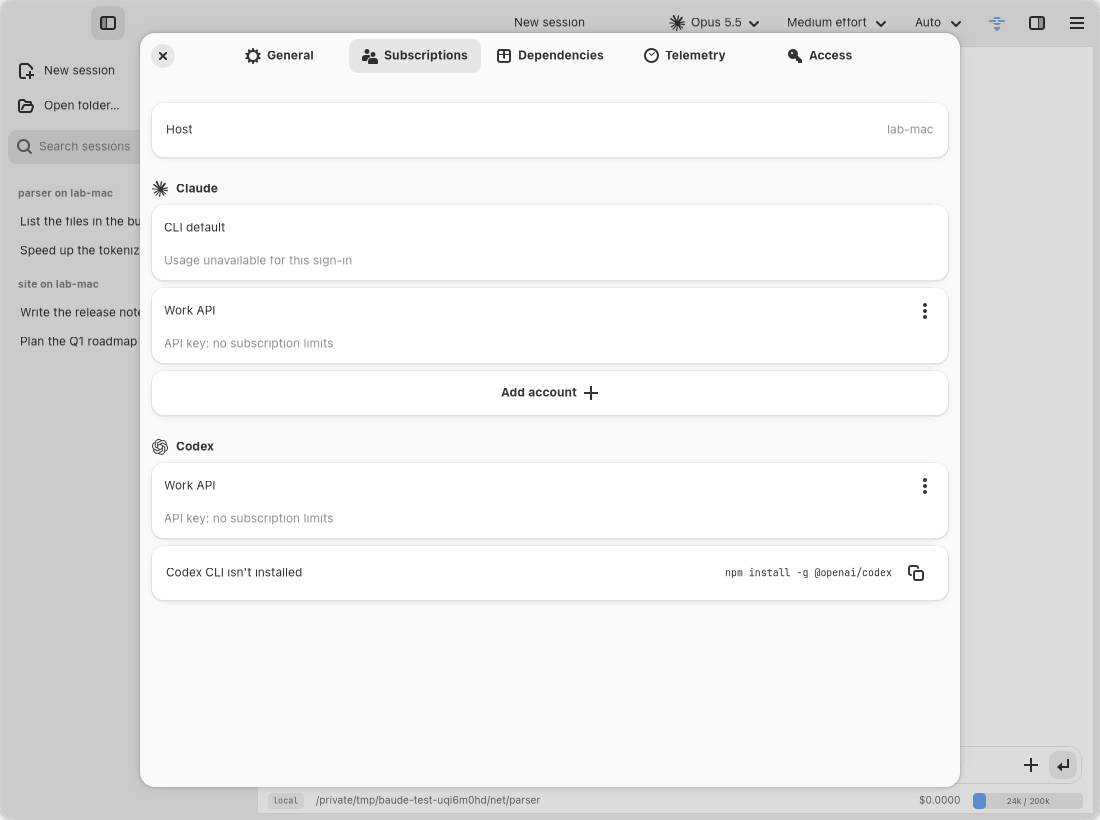 New session
Opus 5.5
Medium effort
Auto
General
Subscriptions
Dependencies
Telemetry
Access
New session
Open folder...
Search sessions
parser on lab-mac
List the files in the bu
Speed up the tokeniz
site on lab-mac
Write the release note
Plan the Q1 roadmap
Host
lab-mac
Claude
CLI default
Usage unavailable for this sign-in
Work API
API key: no subscription limits
Add account
Codex
Work API
API key: no subscription limits
Codex CLI isn't installed
npm install -g @openai/codex
local
/private/tmp/baude-test-uqi6m0hd/net/parser
$0.0000
24k / 200k